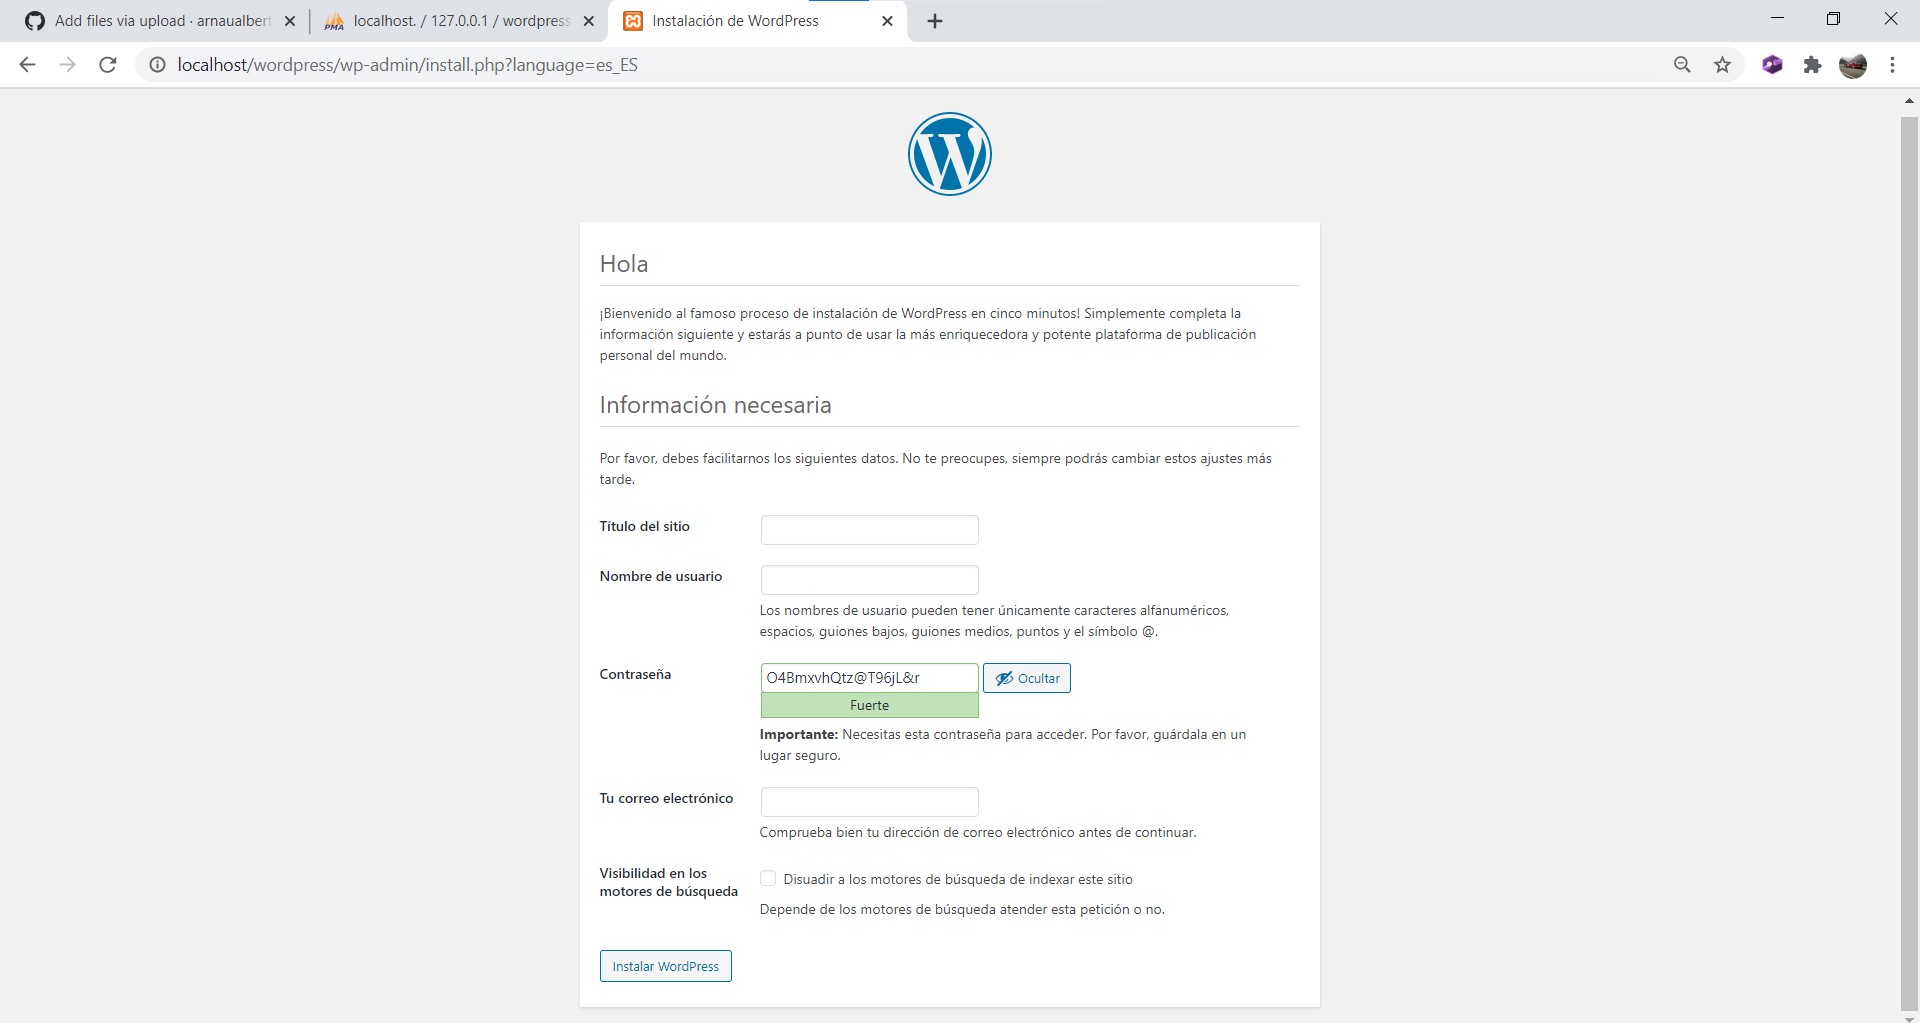 Add files via upload · arnaualbert
localhost. / 127.0.0.1 / wordpress
Instalación de WordPress
localhost/wordpress/wp-admin/install.php?language=es_ES
Hola
¡Bienvenido al famoso proceso de instalación de WordPress en cinco minutos! Simplemente completa la
información siguiente y estarás a punto de usar la más enriquecedora y potente plataforma de publicación
personal del mundo.
Información necesaria
Por favor, debes facilitarnos los siguientes datos. No te preocupes, siempre podrás cambiar estos ajustes más
tarde.
Título del sitio
Nombre de usuario
Los nombres de usuario pueden tener únicamente caracteres alfanuméricos,
espacios, guiones bajos, guiones medios, puntos y el símbolo @.
Contraseña
O4BmxvhQtz@T96jL&r
Ocultar
Fuerte
Importante: Necesitas esta contraseña para acceder. Por favor, guárdala en un
lugar seguro.
Tu correo electrónico
Comprueba bien tu dirección de correo electrónico antes de continuar.
Visibilidad en los
motores de búsqueda
Disuadir a los motores de búsqueda de indexar este sitio
Depende de los motores de búsqueda atender esta petición o no.
Instalar WordPress